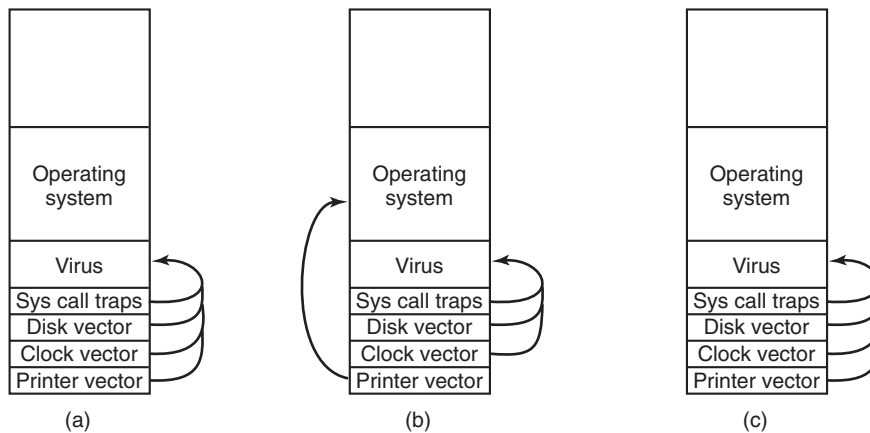 Operating
system
Virus
Sys call traps
Disk vector
Clock vector
Printer vector
(a)
Operating
system
Virus
Sys call traps
Disk vector
Clock vector
Printer vector
(b)
Operating
system
Virus
Sys call traps
Disk vector
Clock vector
Printer vector
(c)